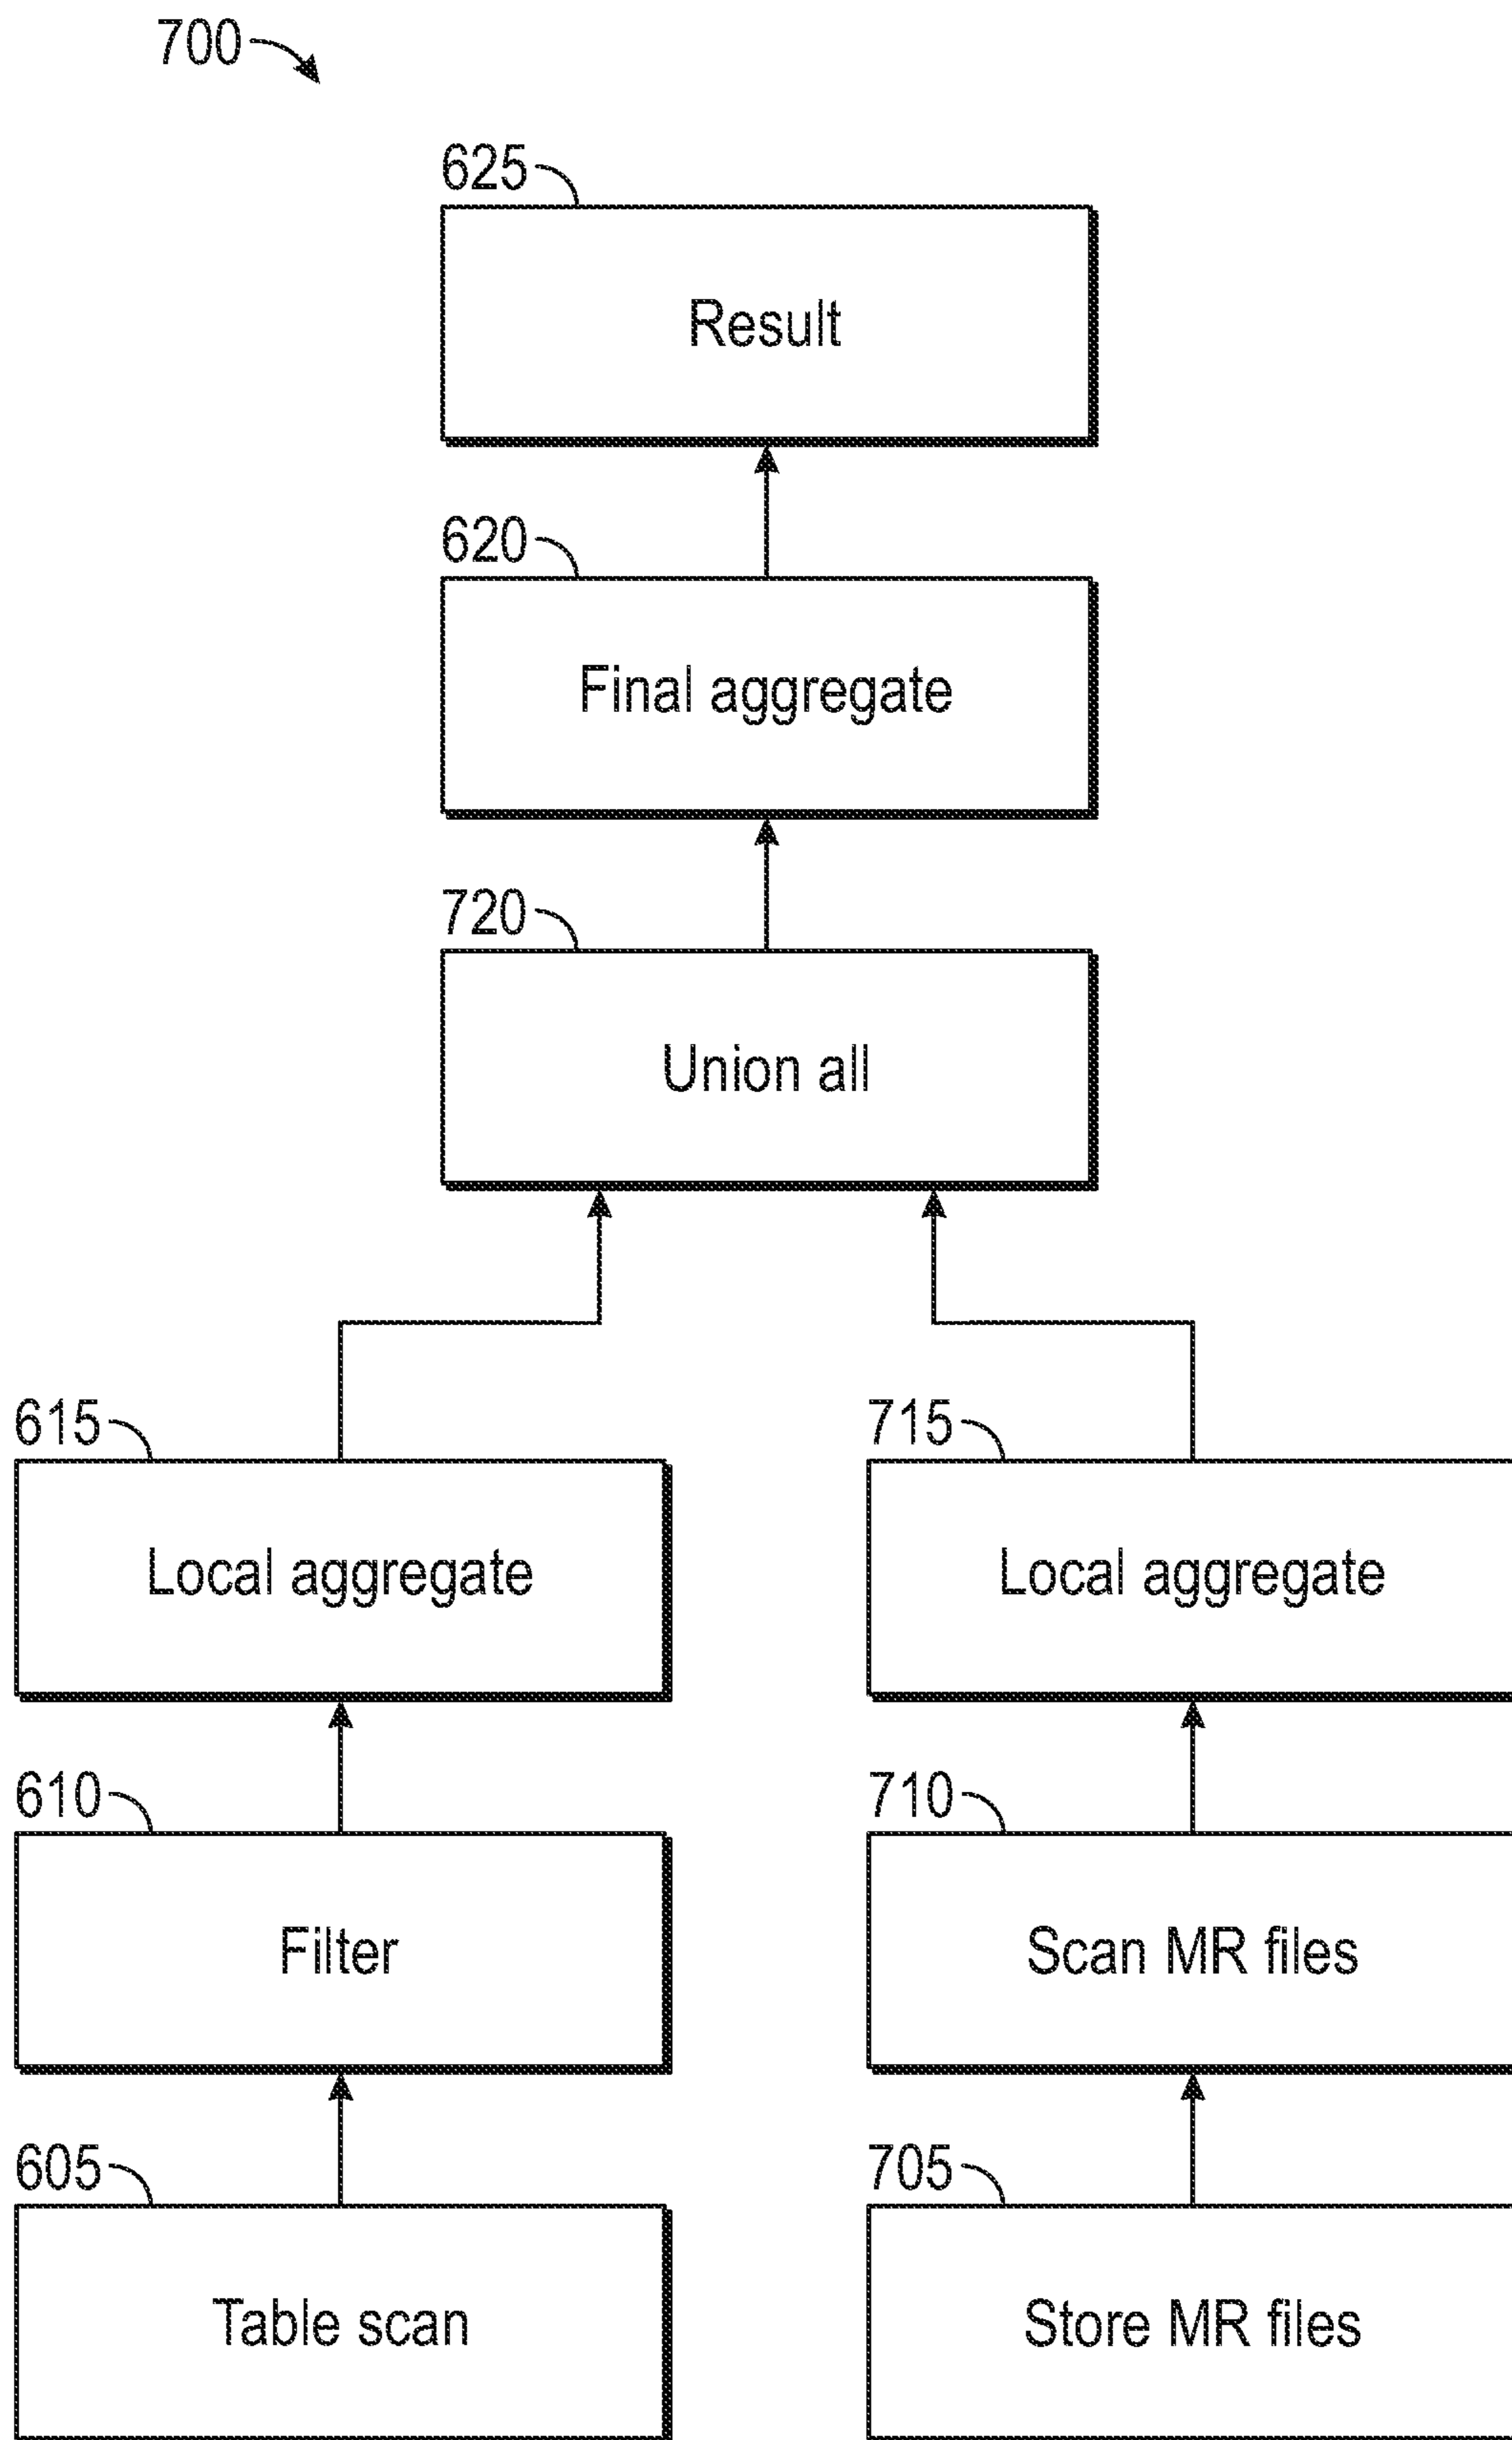 700
625
Result
620
Final aggregate
720
Union all
615
715
Local aggregate
Local aggregate
610
710
Filter
Scan MR files
605
705
Table scan
Store MR files